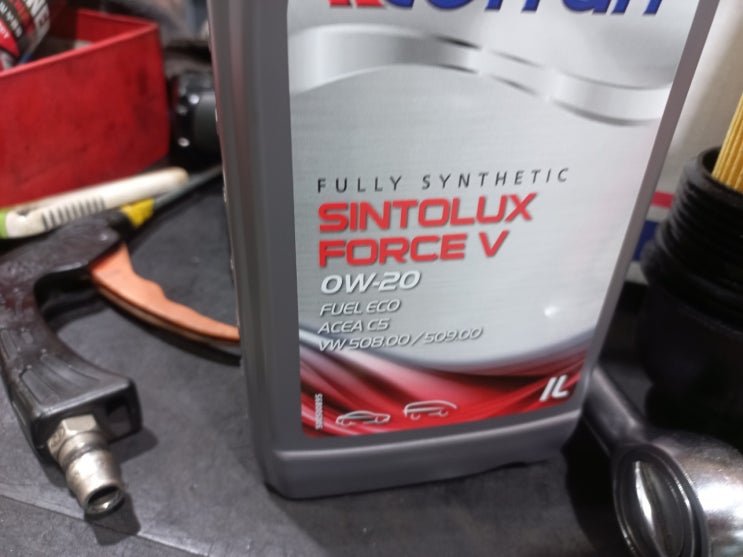 FULLY SYNTHETIC
SINTOLUX
FORCE V
0W-20
FUEL ECO
ACEA C5
VW 508.00/509.00
1L